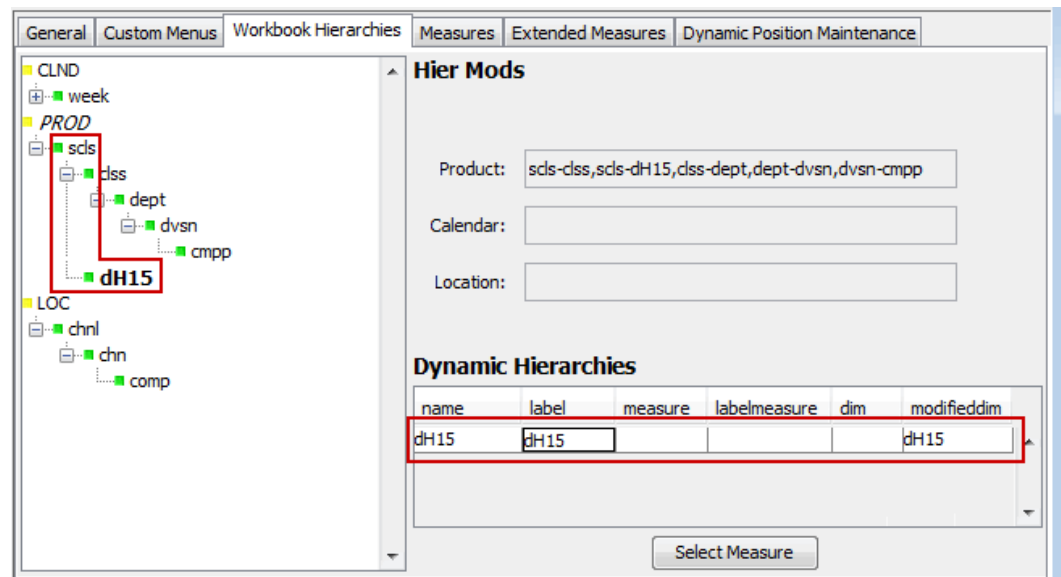 General Custom Menus Workbook Hierarchies Measures Extended Measures Dynamic Position Maintenance
CLND
week
PROD
scls
clss
dept
dvsn
cmpp
dH15
LOC
chnl
chn
comp
Hier Mods
Product: scls-clss,scls-dH15,clss-dept,dept-dvsn,dvsn-cmpp
Calendar:
Location:
Dynamic Hierarchies
name label measure labelmeasure dim modifieddim
dH15 dH15 dH15
Select Measure